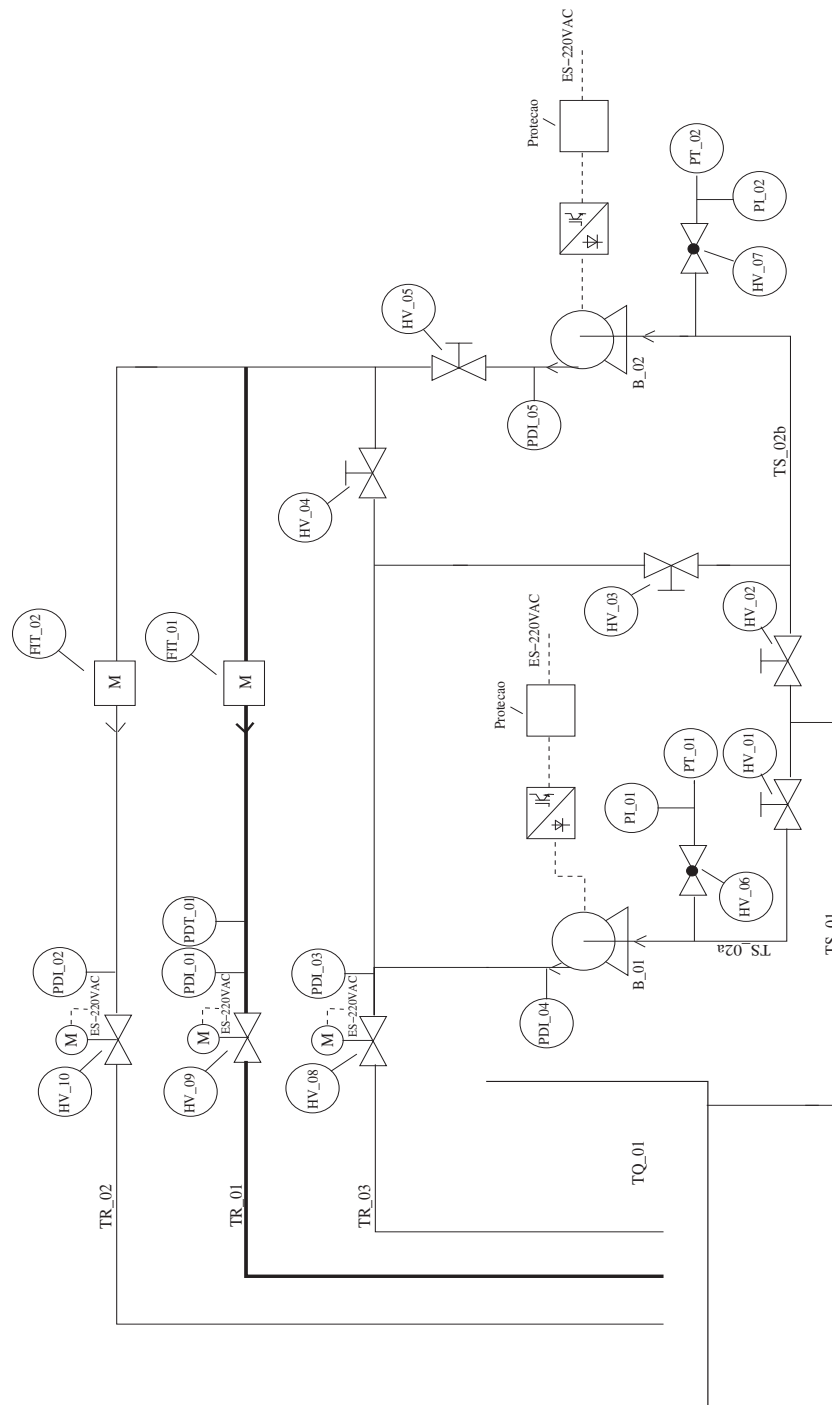 ES-220VAC
Protecao
PT_02
PI_02
HV_07
HV_05
PDI_05
B_02
TS_02b
HV_04
HV_03
HV_02
FIT_02
M
FIT_01
M
ES-220VAC
Protecao
PT_01
PI_01
HV_01
HV_06
TS_02a
B_01
PDI_04
PDI_02
M
ES-220VAC
HV_10
PDT_01
PDI_01
M
ES-220VAC
HV_09
PDI_03
M
ES-220VAC
HV_08
TR_02
TR_01
TR_03
TQ_01
TS_01